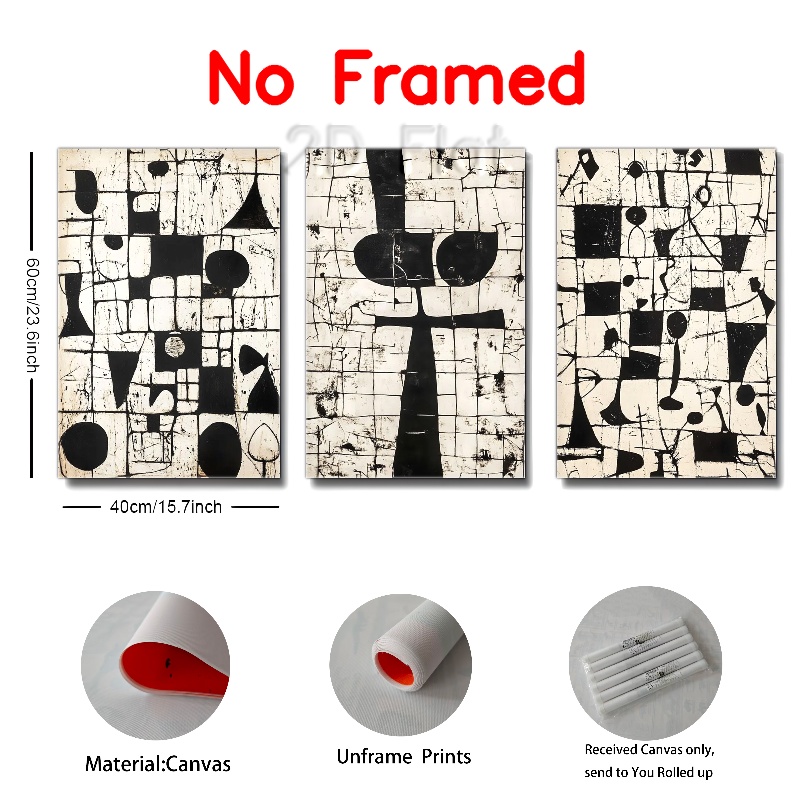 No Framed
2D Flat
60cm/23.6inch
40cm/15.7inch
Material:Canvas
Unframe Prints
Received Canvas only,
send to You Rolled up